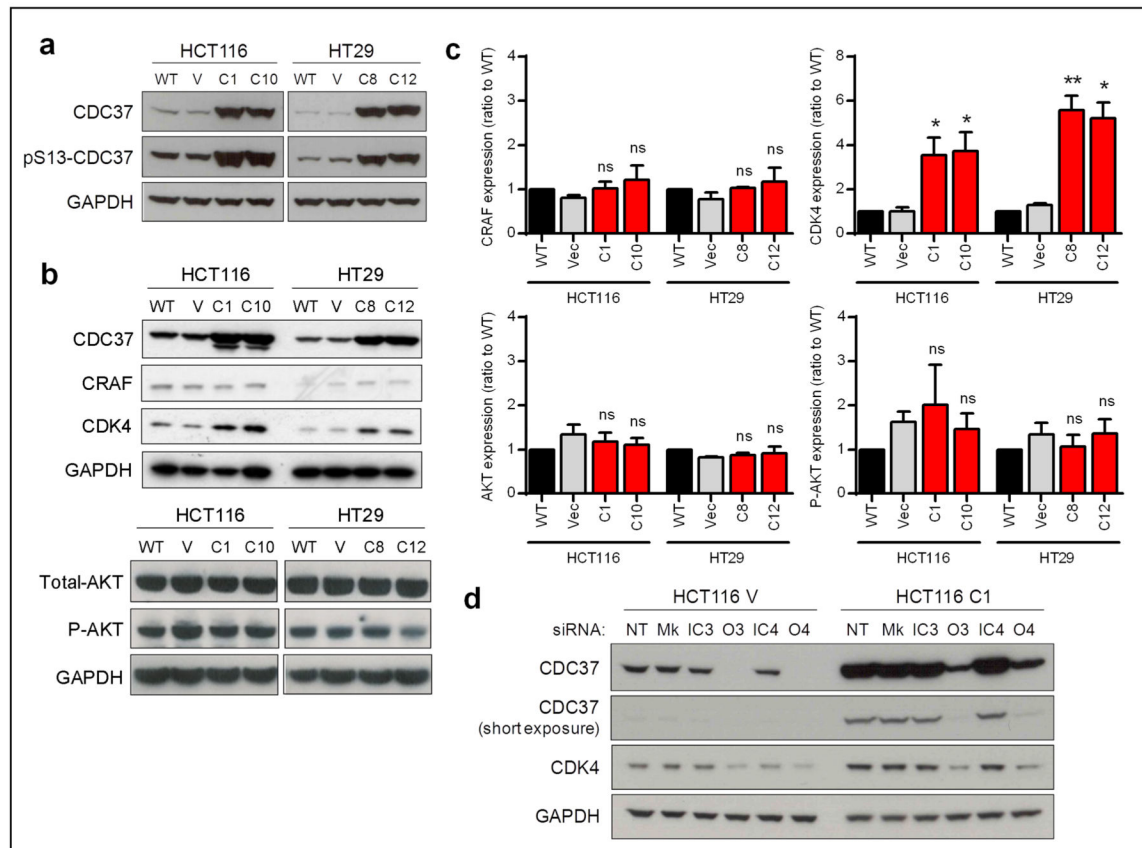 a
HCT116 HT29
WT V C1 C10 WT V C8 C12
CDC37
pS13-CDC37
GAPDH
b
HCT116 HT29
WT V C1 C10 WT V C8 C12
CDC37
CRAF
CDK4
GAPDH
HCT116 HT29
WT V C1 C10 WT V C8 C12
Total-AKT
P-AKT
GAPDH
c
CRAF expression (ratio to WT)
4
3
2
1
0
ns ns ns ns
WT Vec C1 C10 WT Vec C8 C12
HCT116 HT29
CDK4 expression (ratio to WT)
8
6
4
2
0
* * ** *
WT Vec C1 C10 WT Vec C8 C12
HCT116 HT29
AKT expression (ratio to WT)
4
3
2
1
0
ns ns ns ns
WT Vec C1 C10 WT Vec C8 C12
HCT116 HT29
P-AKT expression (ratio to WT)
4
3
2
1
0
ns ns ns ns
WT Vec C1 C10 WT Vec C8 C12
HCT116 HT29
d
HCT116 V HCT116 C1
siRNA: NT Mk IC3 O3 IC4 O4 NT Mk IC3 O3 IC4 O4
CDC37
CDC37
(short exposure)
CDK4
GAPDH